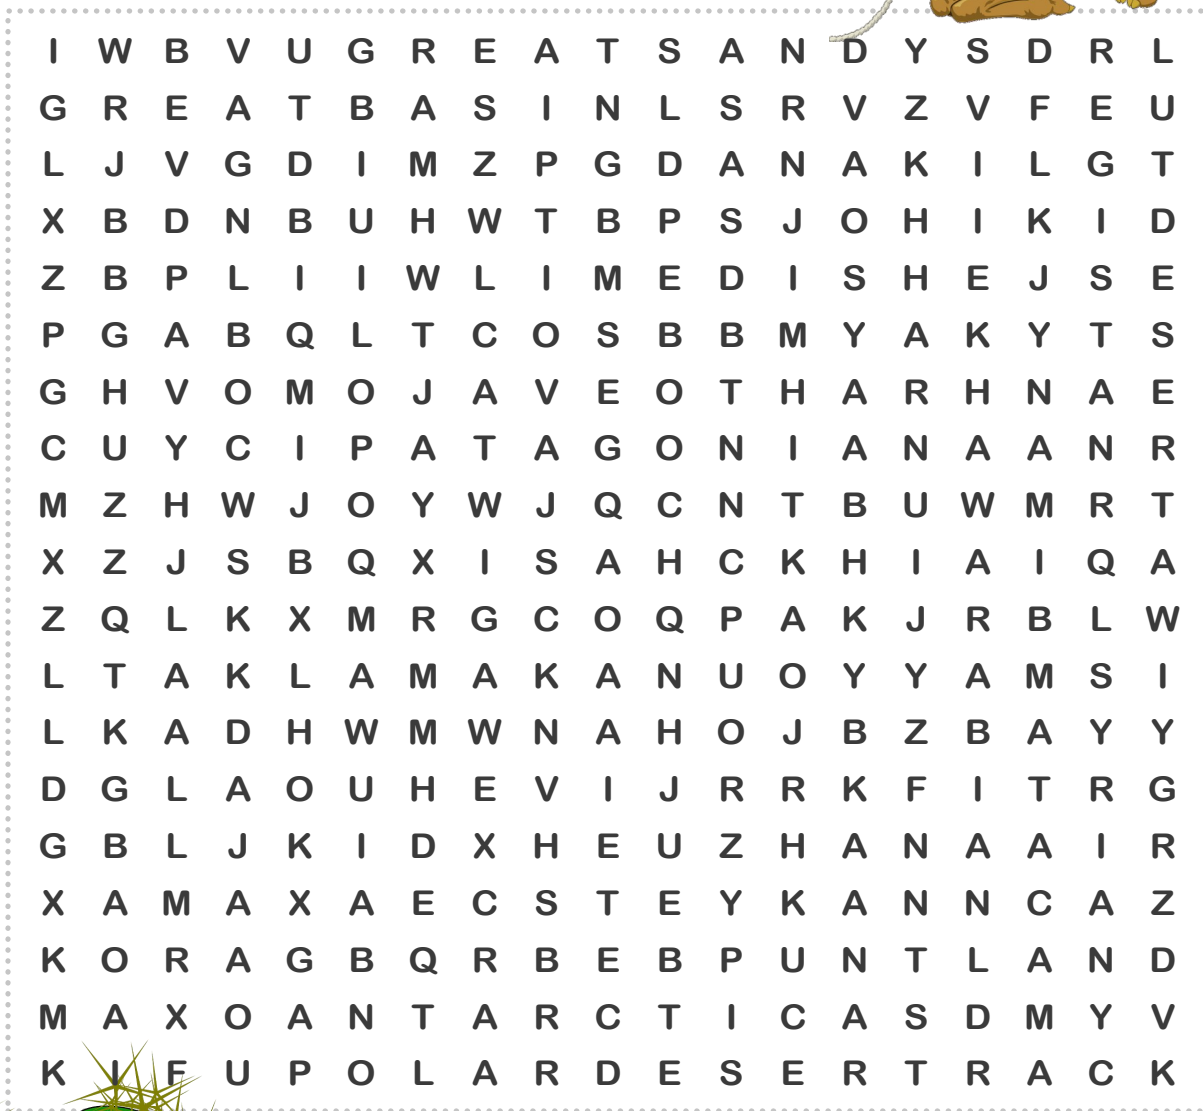 I W B V U G R E A T S A N D Y S D R L
G R E A T B A S I N L S R V Z V F E U
L J V G D I M Z P G D A N A K I L G T
X B D N B U H W T B P S J O H I K I D
Z B P L I I W L I M E D I S H E J S E
P G A B Q L T C O S B B M Y A K Y T S
G H V O M O J A V E O T H A R H N A E
C U Y C I P A T A G O N I A N A A N R
M Z H W J O Y W J Q C N T B U W M R T
X Z J S B Q X I S A H C K H I A I Q A
Z Q L K X M R G C O Q P A K J R B L W
L T A K L A M A K A N U O Y Y A M S I
L K A D H W M W N A H O J B Z B A Y Y
D G L A O U H E V I J R R K F I T R G
G B L J K I D X H E U Z H A N A A I R
X A M A X A E C S T E Y K A N N C A Z
K O R A G B Q R B E B P U N T L A N D
M A X O A N T A R C T I C A S D M Y V
K I F U P O L A R D E S E R T R A C K